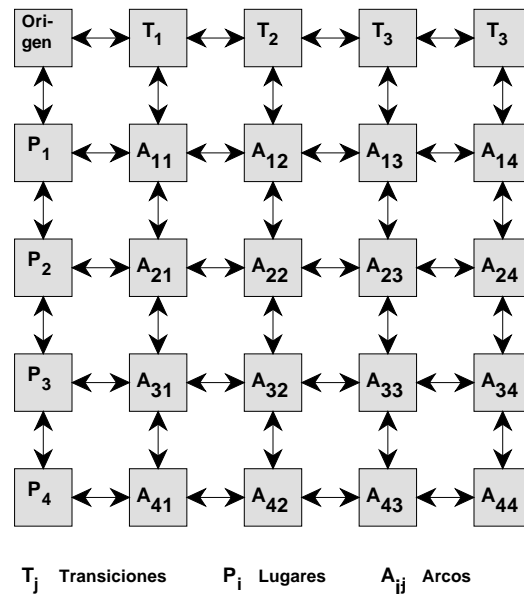 Ori-
gen T₁ T₂ T₃ T₃
P₁ A₁₁ A₁₂ A₁₃ A₁₄
P₂ A₂₁ A₂₂ A₂₃ A₂₄
P₃ A₃₁ A₃₂ A₃₃ A₃₄
P₄ A₄₁ A₄₂ A₄₃ A₄₄
Tⱼ Transiciones Pᵢ Lugares Aᵢⱼ Arcos